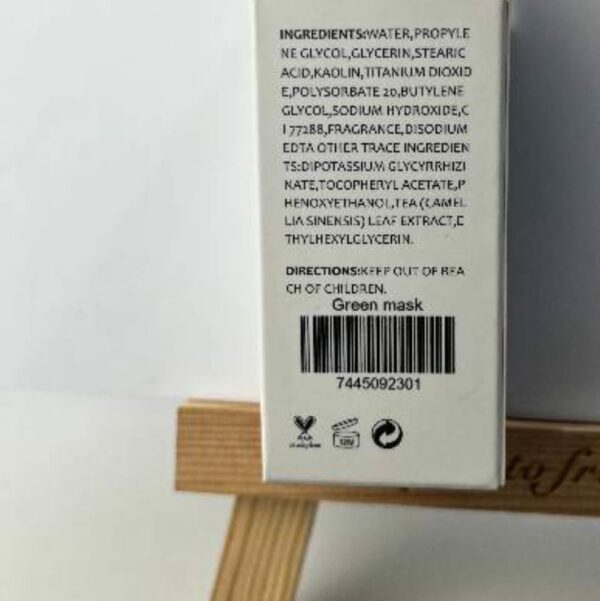 INGREDIENTS:WATER,PROPYLE
NE GLYCOL,GLYCERIN,STEARIC
ACID,KAOLIN,TITANIUM DIOXID
E,POLYSORBATE 20,BUTYLENE
GLYCOL,SODIUM HYDROXIDE,C
I 77288,FRAGRANCE,DISODIUM
EDTA OTHER TRACE INGREDIEN
TS:DIPOTASSIUM GLYCYRRHIZI
NATE,TOCOPHERYL ACETATE,P
HENOXYETHANOL,TEA (CAMEL
LIA SINENSIS) LEAF EXTRACT,E
THYLHEXYLGLYCERIN.
DIRECTIONS:KEEP OUT OF REA
CH OF CHILDREN.
Green mask
7445092301
12M
to fr